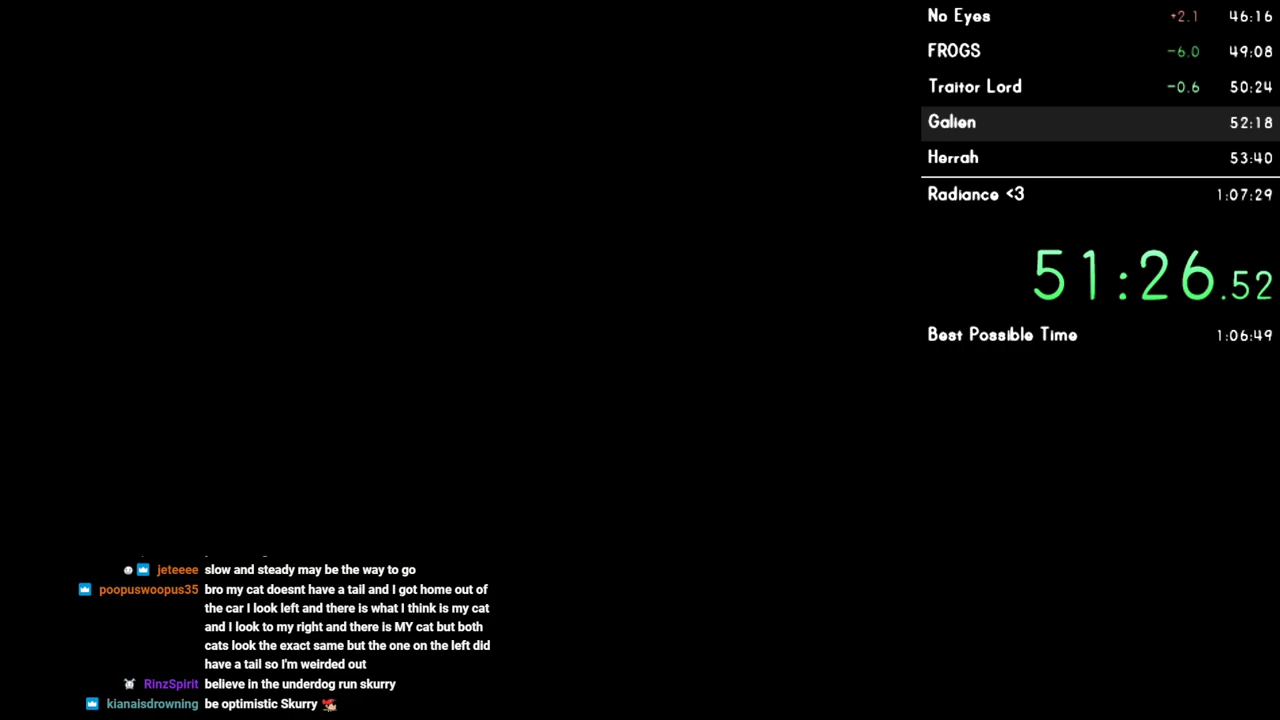 No Eyes +2.1 46:16
FROGS -6.0 49:08
Traitor Lord -0.6 50:24
Galien 52:18
Herrah 53:40
Radiance <3 1:07:29
51:26.52
Best Possible Time 1:06:49
jeteeee slow and steady may be the way to go
poopuswoopus35 bro my cat doesnt have a tail and I got home out of
the car I look left and there is what I think is my cat
and I look to my right and there is MY cat but both
cats look the exact same but the one on the left did
have a tail so I'm weirded out
RinzSpirit believe in the underdog run skurry
kianaisdrowning be optimistic Skurry